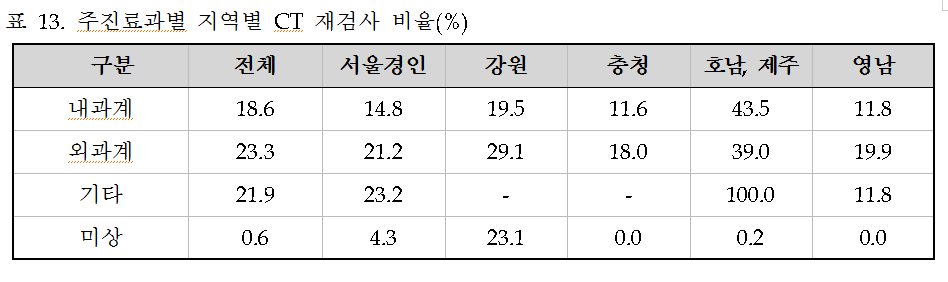 표 13. 주진료과별 지역별 CT 재검사 비율(%)
구분 전체 서울경인 강원 충청 호남, 제주 영남
내과계 18.6 14.8 19.5 11.6 43.5 11.8
외과계 23.3 21.2 29.1 18.0 39.0 19.9
기타 21.9 23.2 - - 100.0 11.8
미상 0.6 4.3 23.1 0.0 0.2 0.0